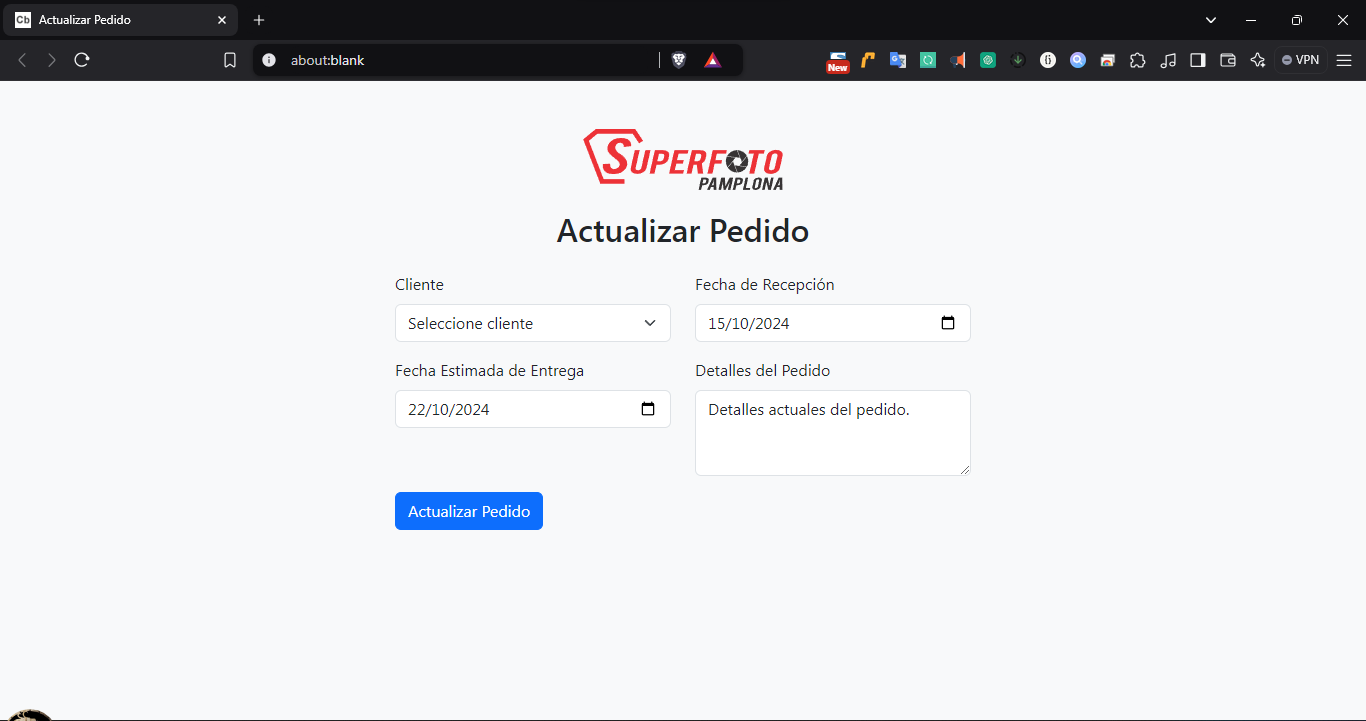 Cb Actualizar Pedido
about:blank
New
VPN
SUPERFOTO
PAMPLONA
Actualizar Pedido
Cliente
Fecha de Recepción
Seleccione cliente
15/10/2024
Fecha Estimada de Entrega
Detalles del Pedido
22/10/2024
Detalles actuales del pedido.
Actualizar Pedido